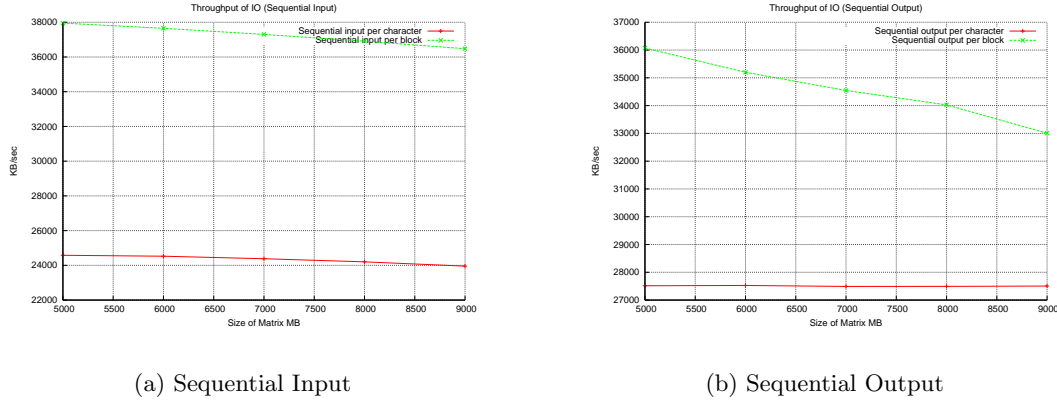 Throughput of IO (Sequential Input)
38000
36000
34000
32000
30000
28000
26000
24000
22000
KB/sec
Sequential input per character
Sequential input per block
5000 5500 6000 6500 7000 7500 8000 8500 9000
Size of Matrix MB
(a) Sequential Input
Throughput of IO (Sequential Output)
37000
36000
35000
34000
33000
32000
31000
30000
29000
28000
27000
KB/sec
Sequential output per character
Sequential output per block
5000 5500 6000 6500 7000 7500 8000 8500 9000
Size of Matrix MB
(b) Sequential Output